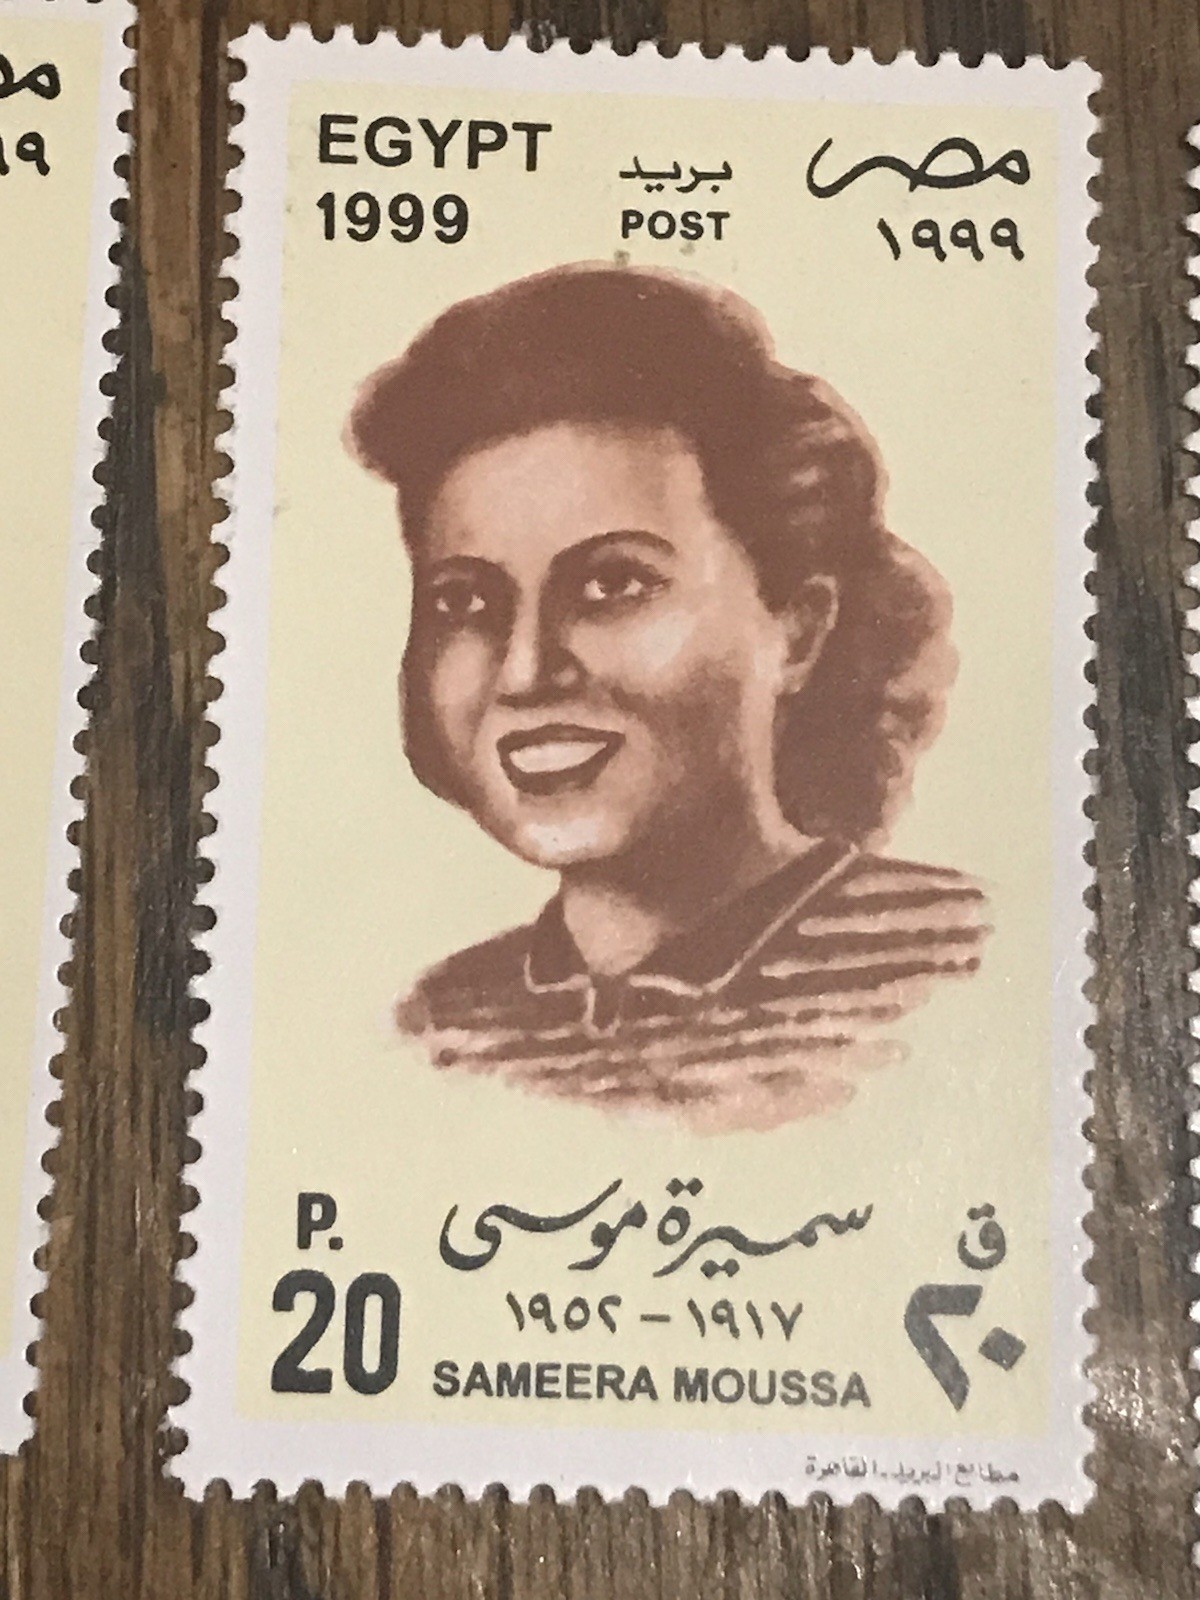 EGYPT
1999
بريد
POST
مصر
١٩٩٩
P.
20
سميرة موسى
١٩١٧ – ١٩٥٢
SAMEERA MOUSSA
ق
٢٠
مطابع البريد - القاهرة